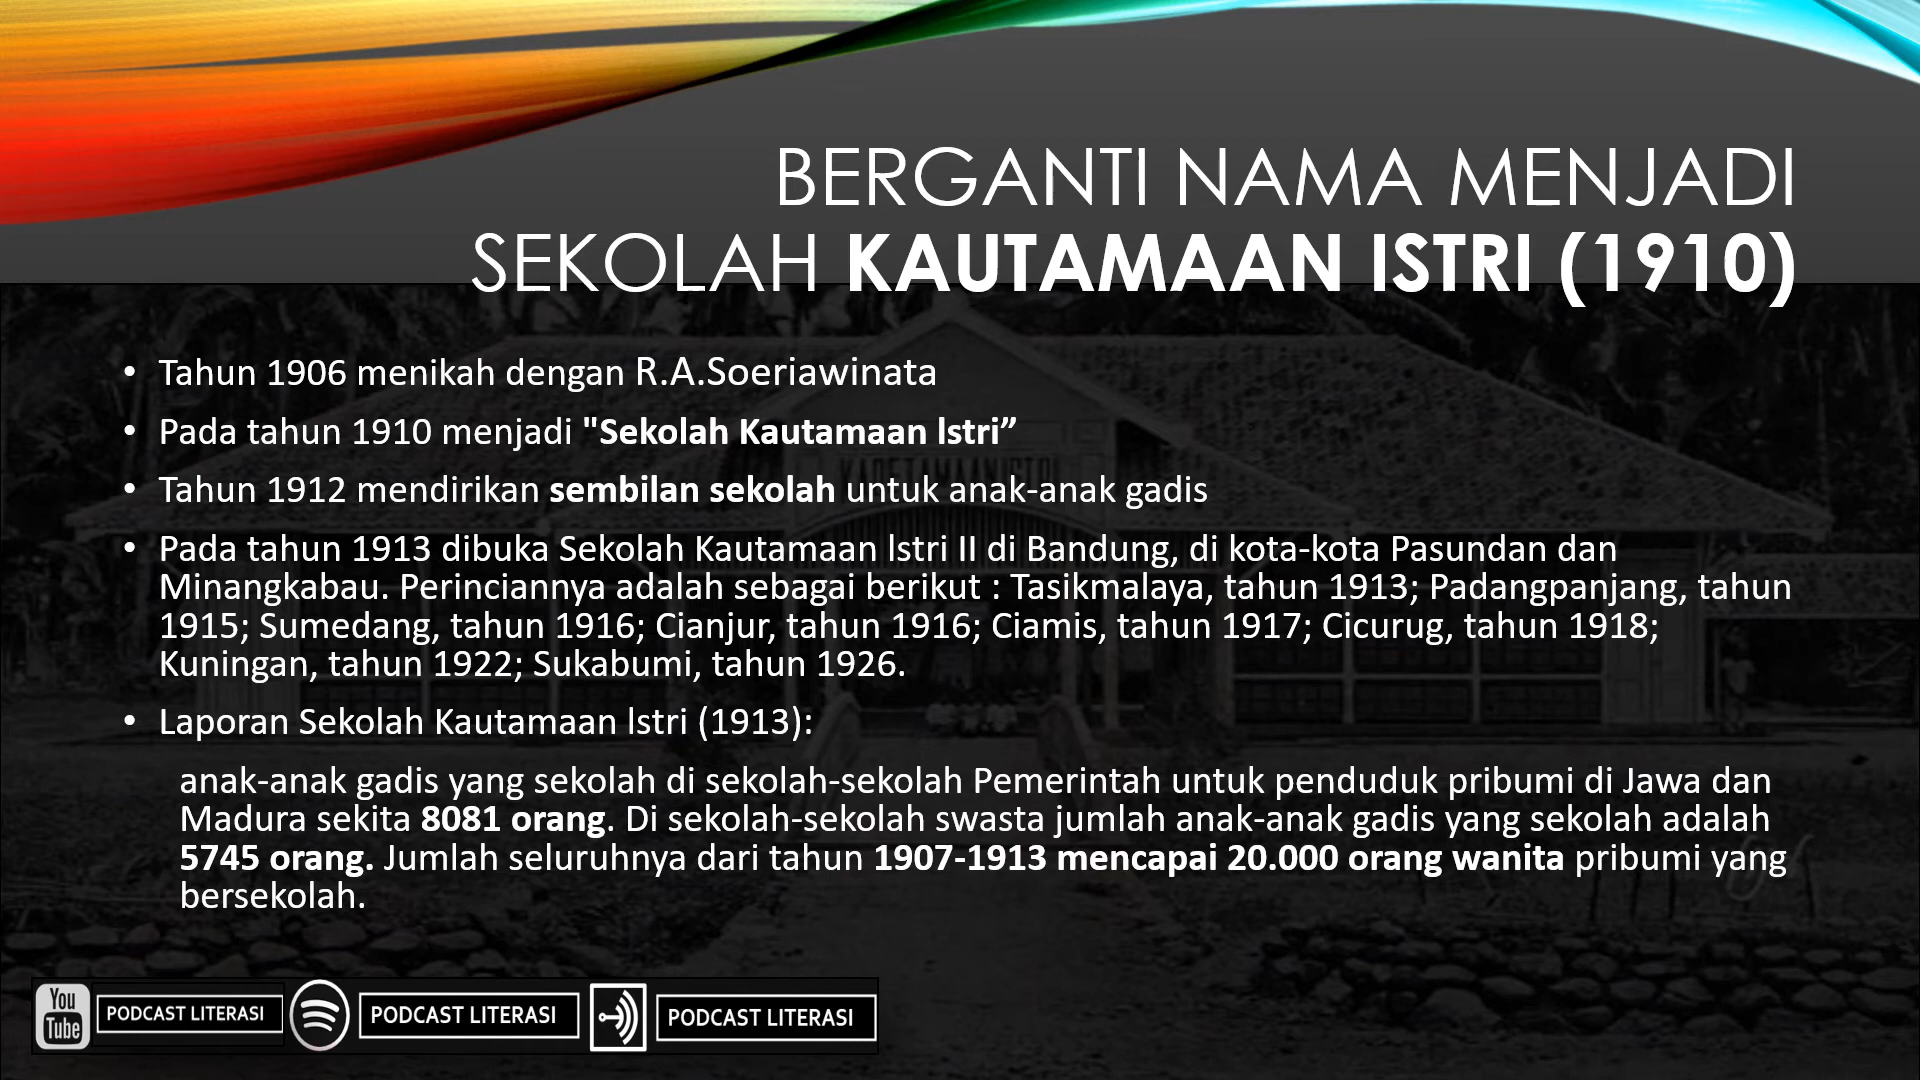 BERGANTI NAMA MENJADI
SEKOLAH KAUTAMAAN ISTRI (1910)
• Tahun 1906 menikah dengan R.A.Soeriawinata
• Pada tahun 1910 menjadi "Sekolah Kautamaan lstri”
• Tahun 1912 mendirikan sembilan sekolah untuk anak-anak gadis
• Pada tahun 1913 dibuka Sekolah Kautamaan lstri II di Bandung, di kota-kota Pasundan dan
Minangkabau. Perinciannya adalah sebagai berikut : Tasikmalaya, tahun 1913; Padangpanjang, tahun
1915; Sumedang, tahun 1916; Cianjur, tahun 1916; Ciamis, tahun 1917; Cicurug, tahun 1918;
Kuningan, tahun 1922; Sukabumi, tahun 1926.
• Laporan Sekolah Kautamaan lstri (1913):
anak-anak gadis yang sekolah di sekolah-sekolah Pemerintah untuk penduduk pribumi di Jawa dan
Madura sekita 8081 orang. Di sekolah-sekolah swasta jumlah anak-anak gadis yang sekolah adalah
5745 orang. Jumlah seluruhnya dari tahun 1907-1913 mencapai 20.000 orang wanita pribumi yang
bersekolah.
KAOETAMAANISTRI
You
Tube
PODCAST LITERASI
PODCAST LITERASI
PODCAST LITERASI